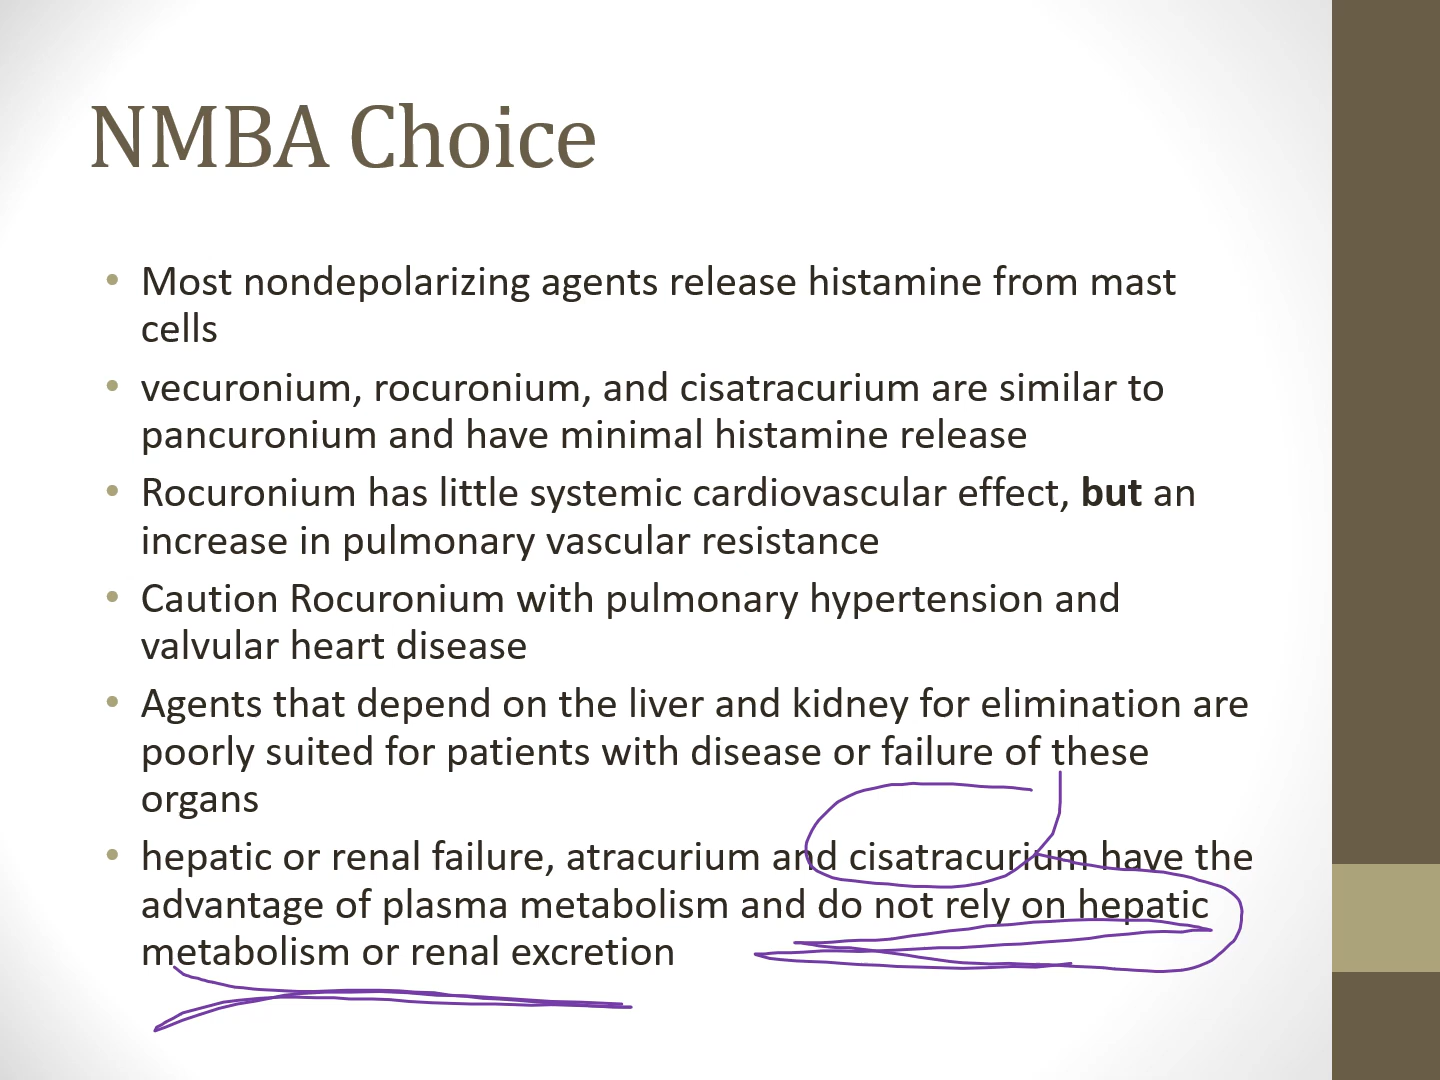 NMBA Choice
• Most nondepolarizing agents release histamine from mast
cells
• vecuronium, rocuronium, and cisatracurium are similar to
pancuronium and have minimal histamine release
• Rocuronium has little systemic cardiovascular effect, but an
increase in pulmonary vascular resistance
• Caution Rocuronium with pulmonary hypertension and
valvular heart disease
• Agents that depend on the liver and kidney for elimination are
poorly suited for patients with disease or failure of these
organs
• hepatic or renal failure, atracurium and cisatracurium have the
advantage of plasma metabolism and do not rely on hepatic
metabolism or renal excretion